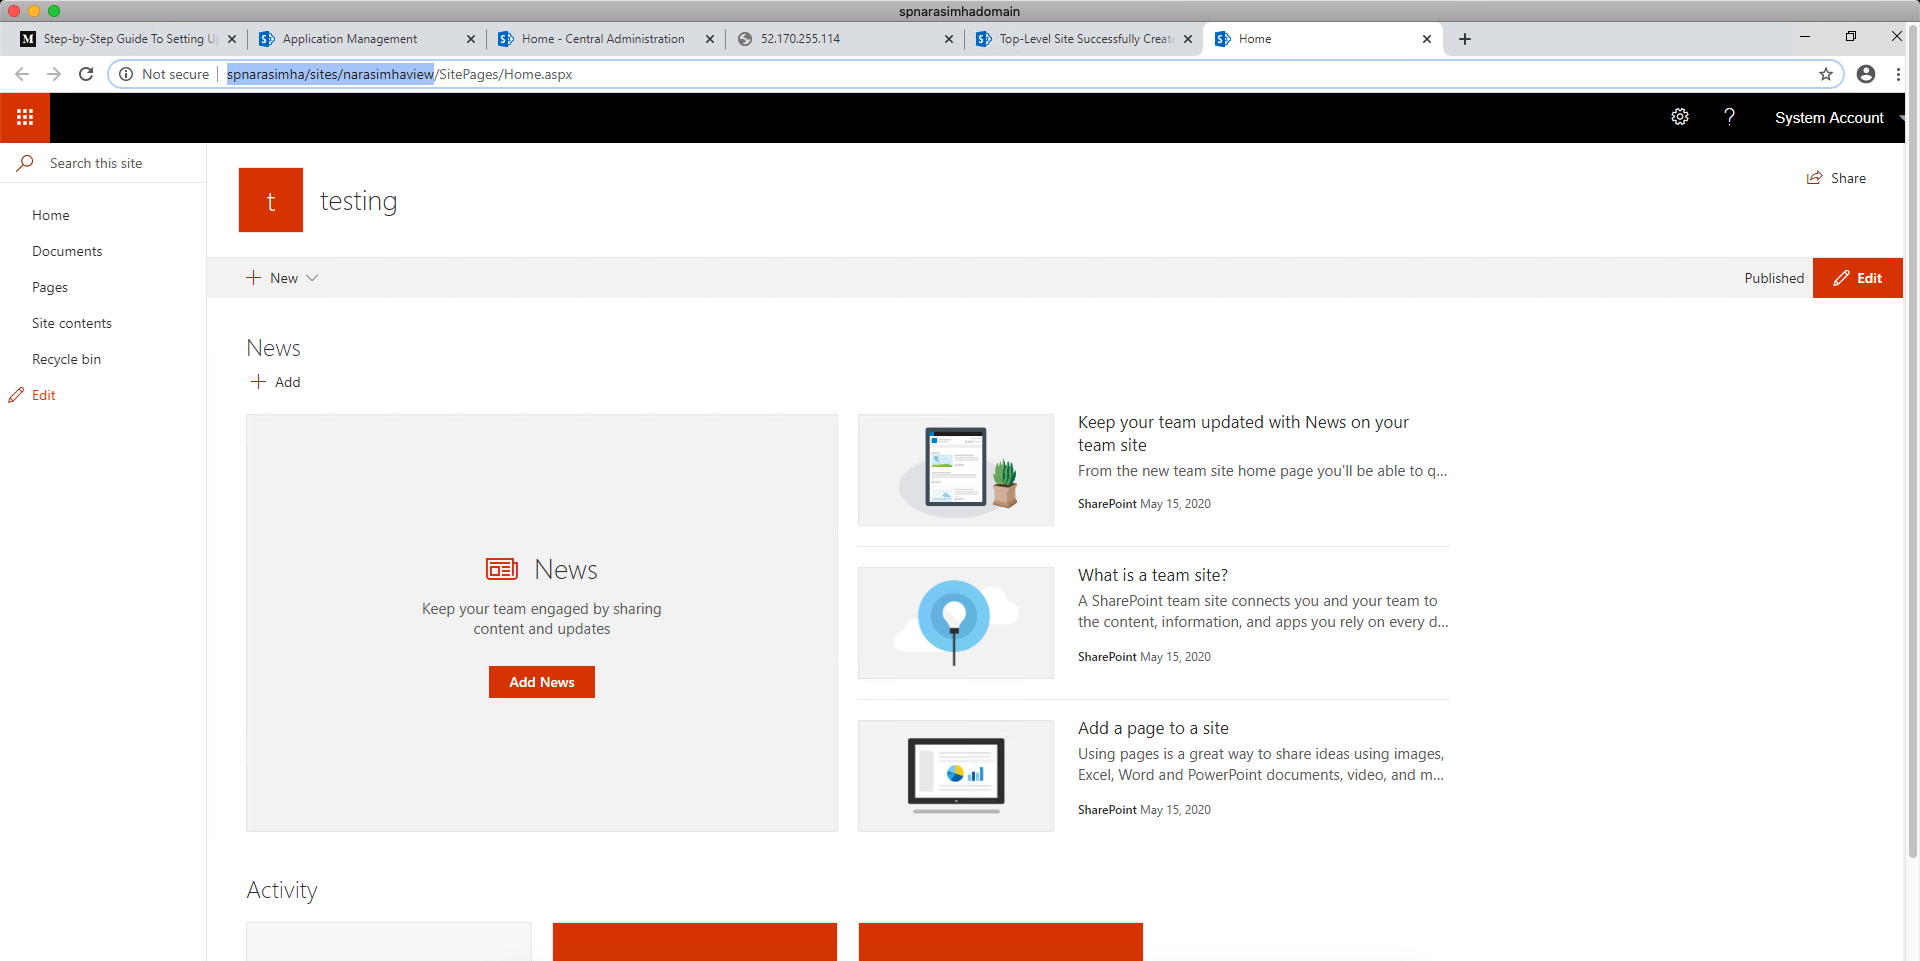 spnarasimhadomain
Step-by-Step Guide To Setting U
Application Management
Home - Central Administration
52.170.255.114
Top-Level Site Successfully Creat
Home
Not secure
spnarasimha/sites/narasimhaview/SitePages/Home.aspx
?
System Account
Search this site
Home
Documents
Pages
Site contents
Recycle bin
Edit
t
testing
Share
New
Published
Edit
News
Add
News
Keep your team engaged by sharing
content and updates
Add News
Keep your team updated with News on your
team site
From the new team site home page you'll be able to q...
SharePoint May 15, 2020
What is a team site?
A SharePoint team site connects you and your team to
the content, information, and apps you rely on every d...
SharePoint May 15, 2020
Add a page to a site
Using pages is a great way to share ideas using images,
Excel, Word and PowerPoint documents, video, and m...
SharePoint May 15, 2020
Activity